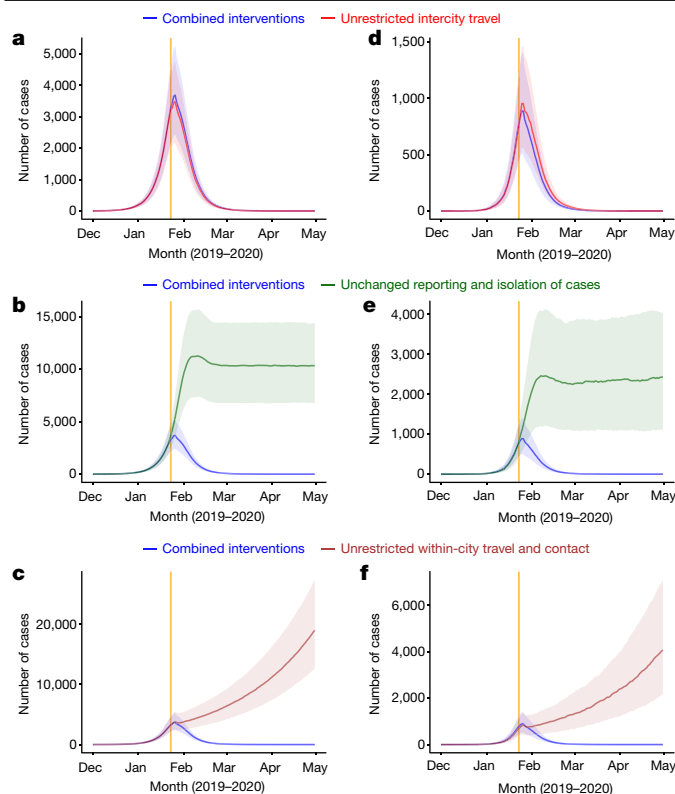 Combined interventions Unrestricted intercity travel
a
5,000
4,000
3,000
2,000
1,000
0
Number of cases
Dec Jan Feb Mar Apr May
Month (2019–2020)
d
1,500
1,000
500
0
Number of cases
Dec Jan Feb Mar Apr May
Month (2019–2020)
Combined interventions Unchanged reporting and isolation of cases
b
15,000
10,000
5,000
0
Number of cases
Dec Jan Feb Mar Apr May
Month (2019–2020)
e
4,000
3,000
2,000
1,000
0
Number of cases
Dec Jan Feb Mar Apr May
Month (2019–2020)
Combined interventions Unrestricted within-city travel and contact
c
20,000
10,000
0
Number of cases
Dec Jan Feb Mar Apr May
Month (2019–2020)
f
6,000
4,000
2,000
0
Number of cases
Dec Jan Feb Mar Apr May
Month (2019–2020)